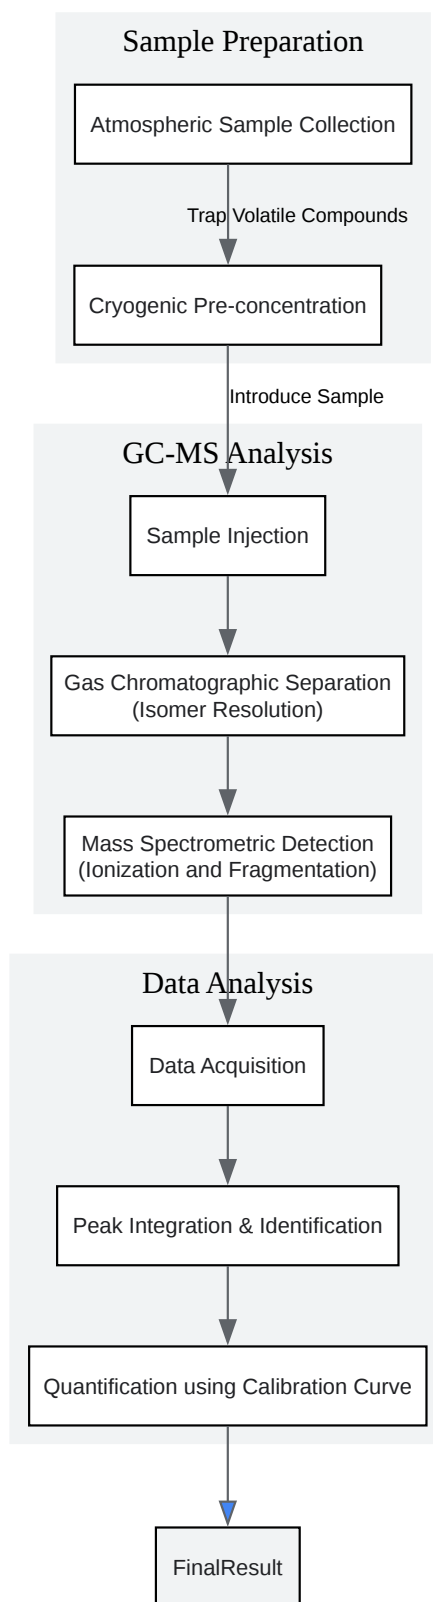 Sample Preparation
Atmospheric Sample Collection
Trap Volatile Compounds
Cryogenic Pre-concentration
Introduce Sample
GC-MS Analysis
Sample Injection
Gas Chromatographic Separation
(Isomer Resolution)
Mass Spectrometric Detection
(Ionization and Fragmentation)
Data Analysis
Data Acquisition
Peak Integration & Identification
Quantification using Calibration Curve
FinalResult